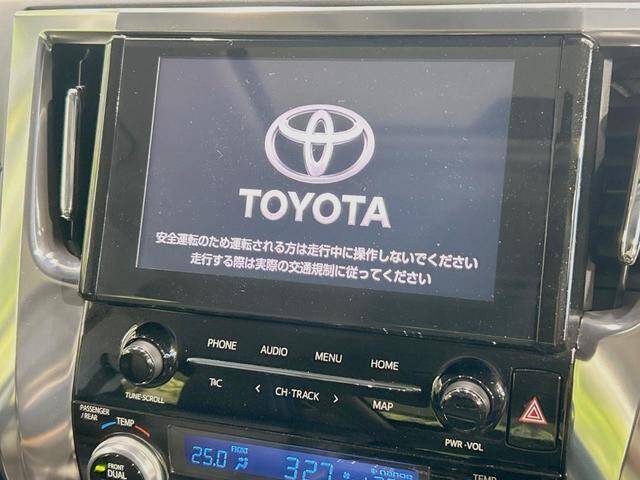 TOYOTA
安全運転のため運転される方は走行中に操作しないでください
走行する際は実際の交通規制に従ってください
PHONE AUDIO MENU HOME
TUNE·SCROLL T&C < CH·TRACK > MAP
PWR·VOL
PASSENGER
/REAR
TEMP
FRONT
DUAL
25.0 FRONT
TEMP